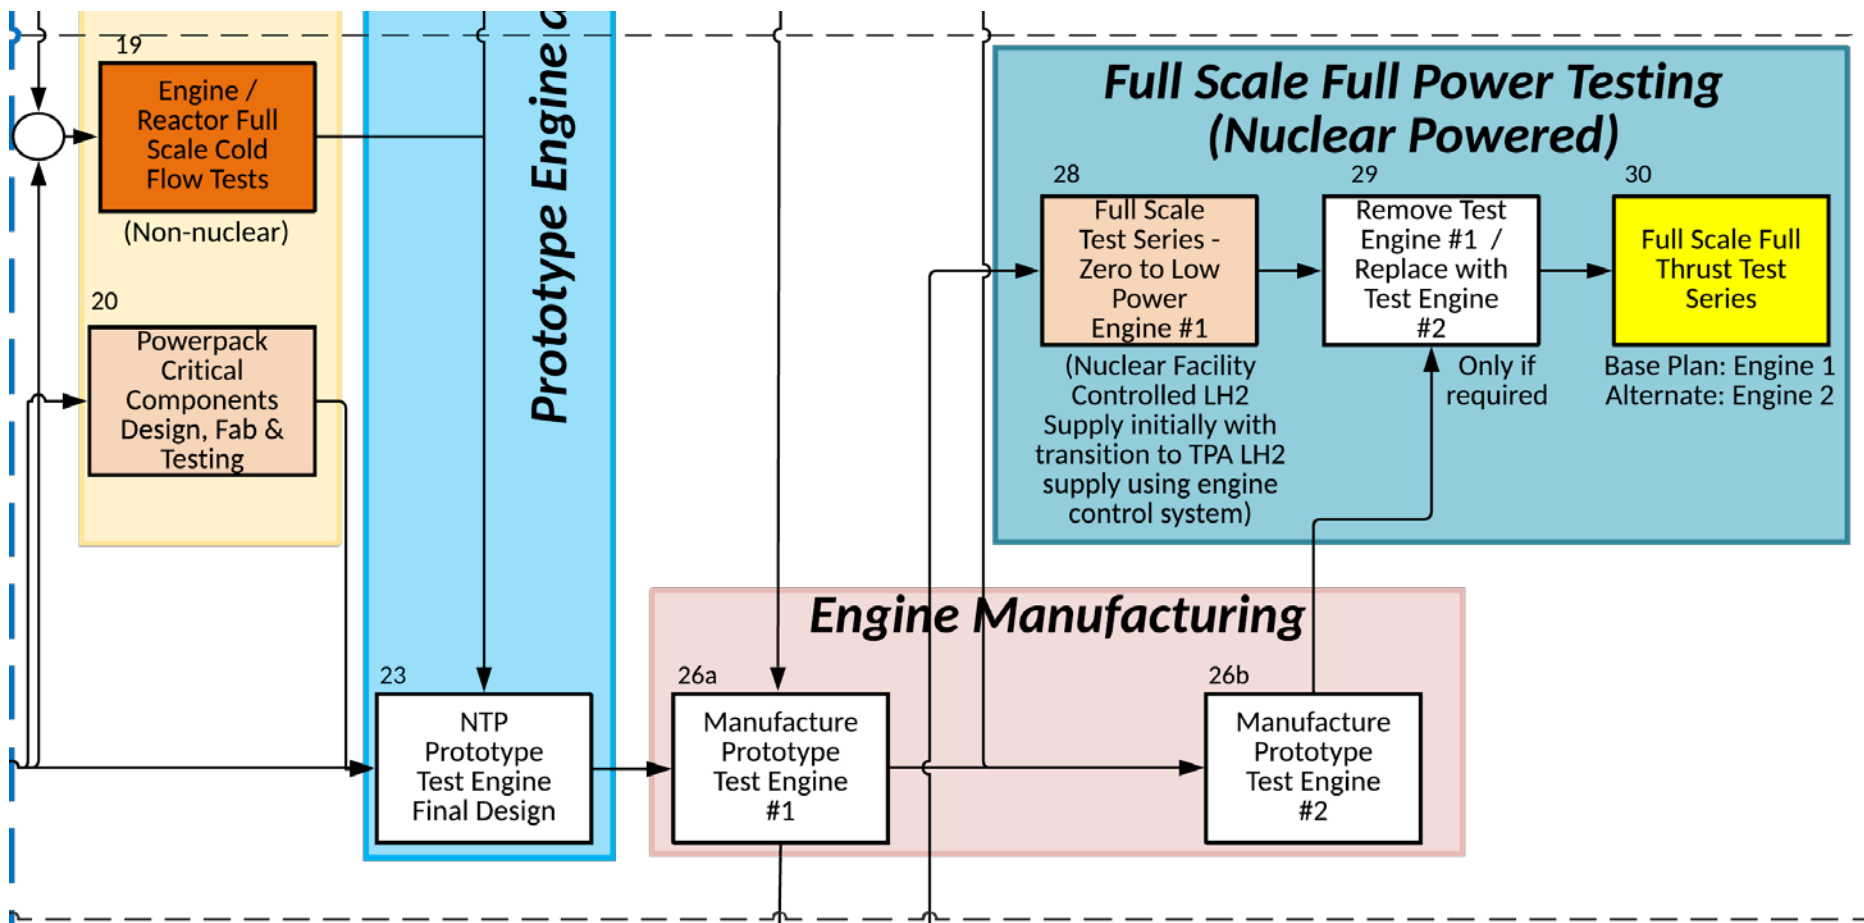 19
Engine /
Reactor Full
Scale Cold
Flow Tests
(Non-nuclear)
20
Powerpack
Critical
Components
Design, Fab &
Testing
Prototype Engine
23
NTP
Prototype
Test Engine
Final Design
Engine Manufacturing
26a
Manufacture
Prototype
Test Engine
#1
26b
Manufacture
Prototype
Test Engine
#2
Full Scale Full Power Testing
(Nuclear Powered)
28
Full Scale
Test Series -
Zero to Low
Power
Engine #1
(Nuclear Facility
Controlled LH2
Supply initially with
transition to TPA LH2
supply using engine
control system)
29
Remove Test
Engine #1 /
Replace with
Test Engine
#2
Only if
required
30
Full Scale Full
Thrust Test
Series
Base Plan: Engine 1
Alternate: Engine 2